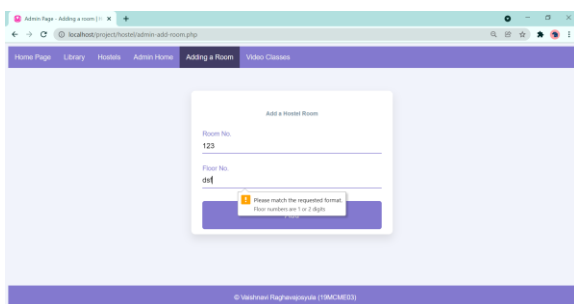 Admin Page - Adding a room |
localhost/project/hostel/admin-add-room.php
Home Page Library Hostels Admin Home Adding a Room Video Classes
Add a Hostel Room
Room No.
123
Floor No.
dsf
Please match the requested format.
Floor numbers are 1 or 2 digits
© Vaishnavi Raghavajosyula (19MCME03)